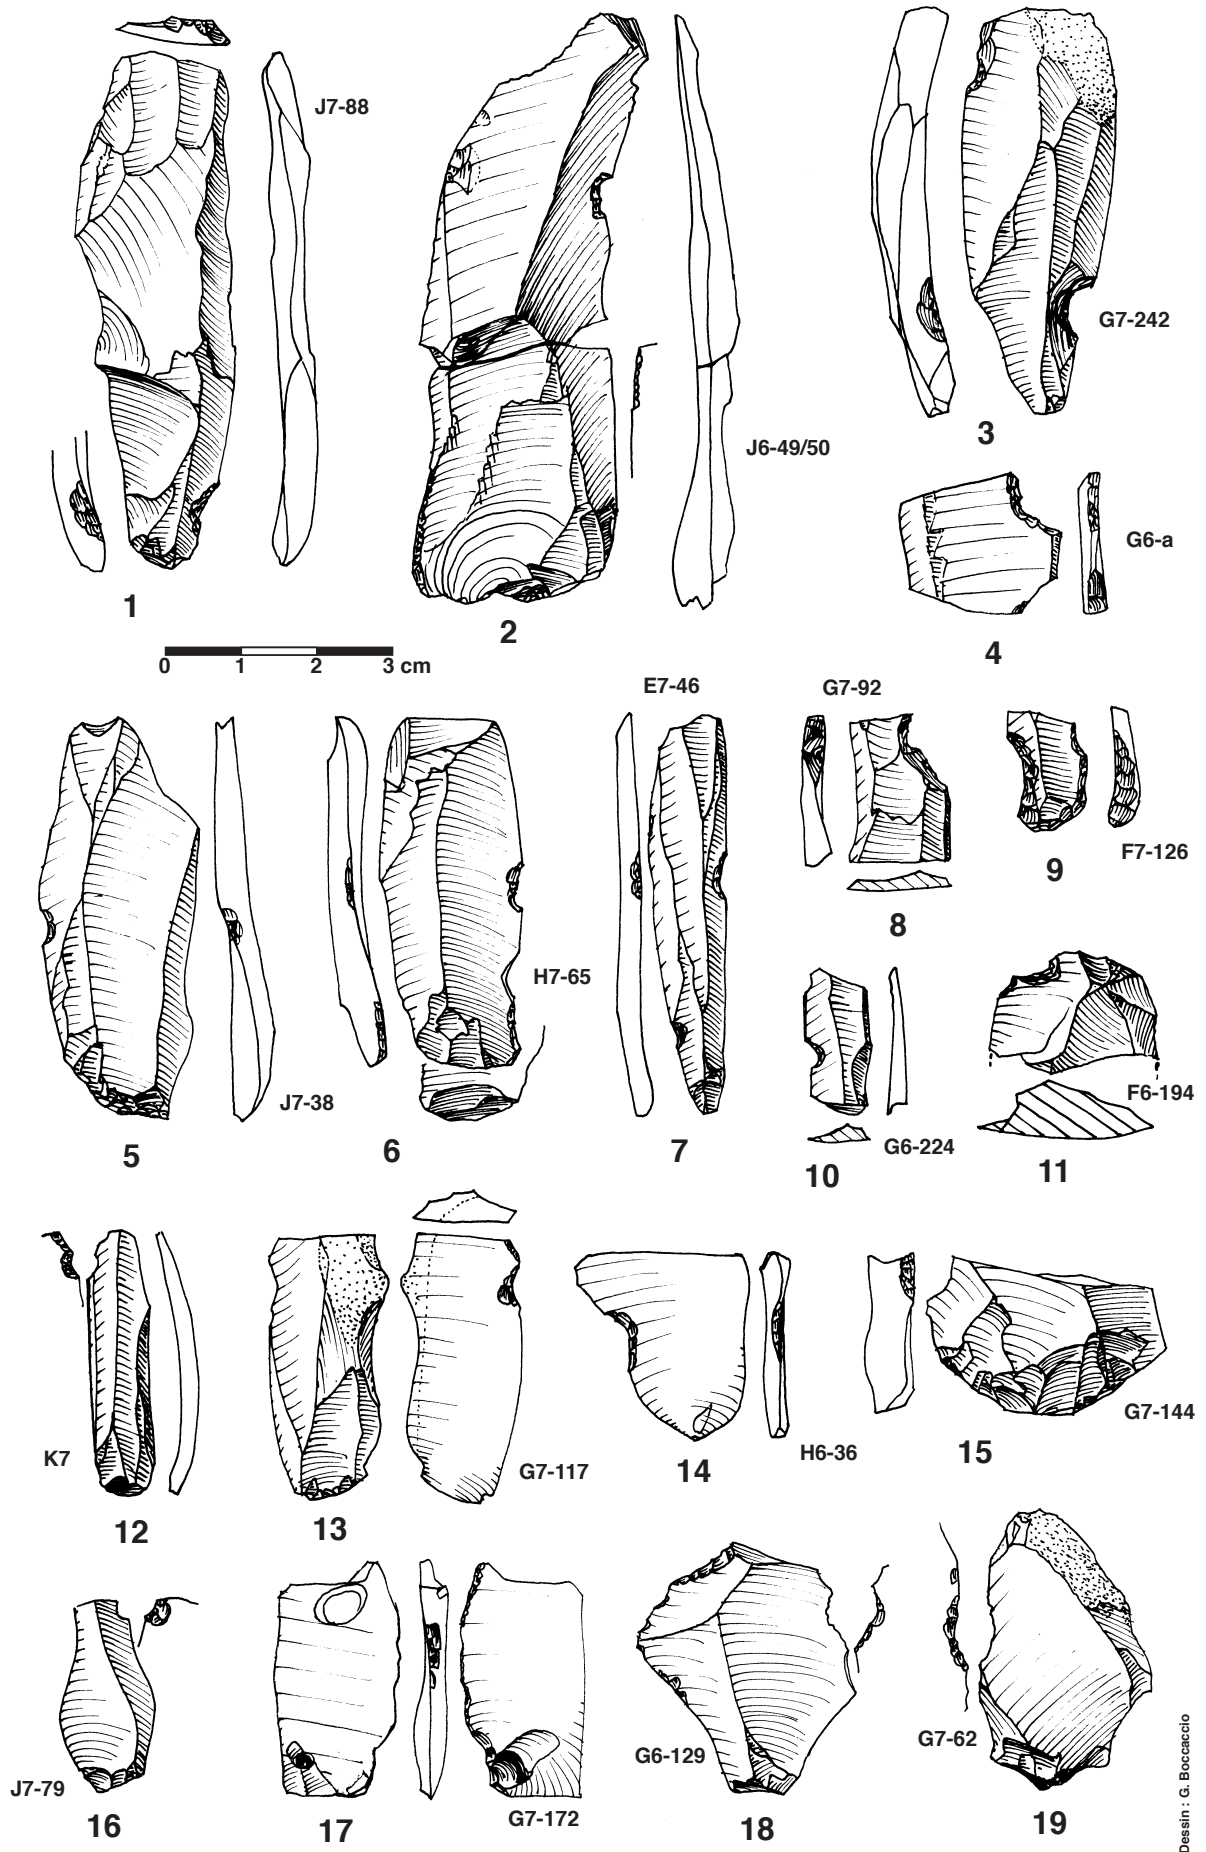 J7-88
1
J6-49/50
2
G7-242
3
G6-a
4
0 1 2 3 cm
J7-38
5
H7-65
6
E7-46
7
G7-92
8
F7-126
9
G6-224
10
F6-194
11
K7
12
G7-117
13
H6-36
14
G7-144
15
J7-79
16
G7-172
17
G6-129
18
G7-62
19
Dessin : G. Boccaccio